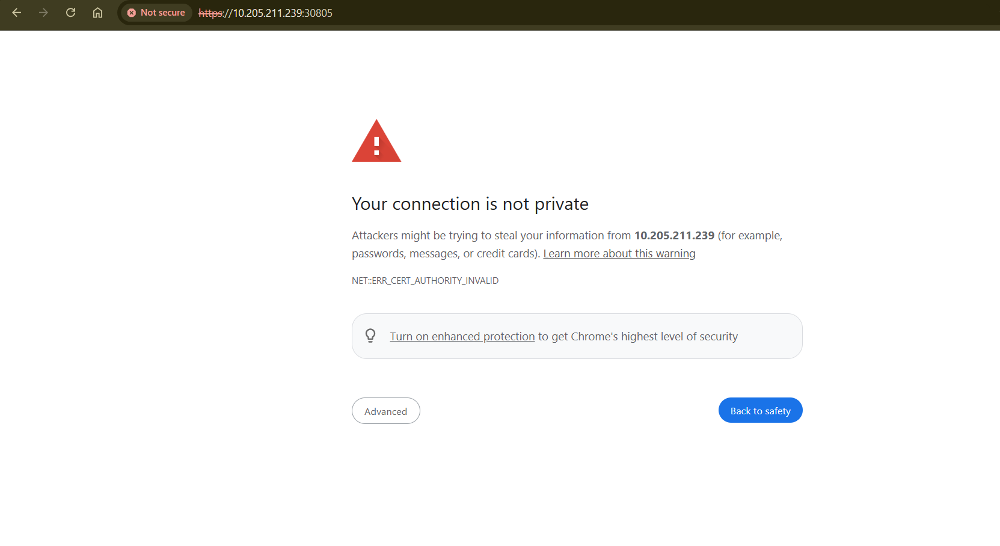 Not secure https://10.205.211.239:30805
Your connection is not private
Attackers might be trying to steal your information from 10.205.211.239 (for example,
passwords, messages, or credit cards). Learn more about this warning
NET::ERR_CERT_AUTHORITY_INVALID
Turn on enhanced protection to get Chrome's highest level of security
Advanced
Back to safety